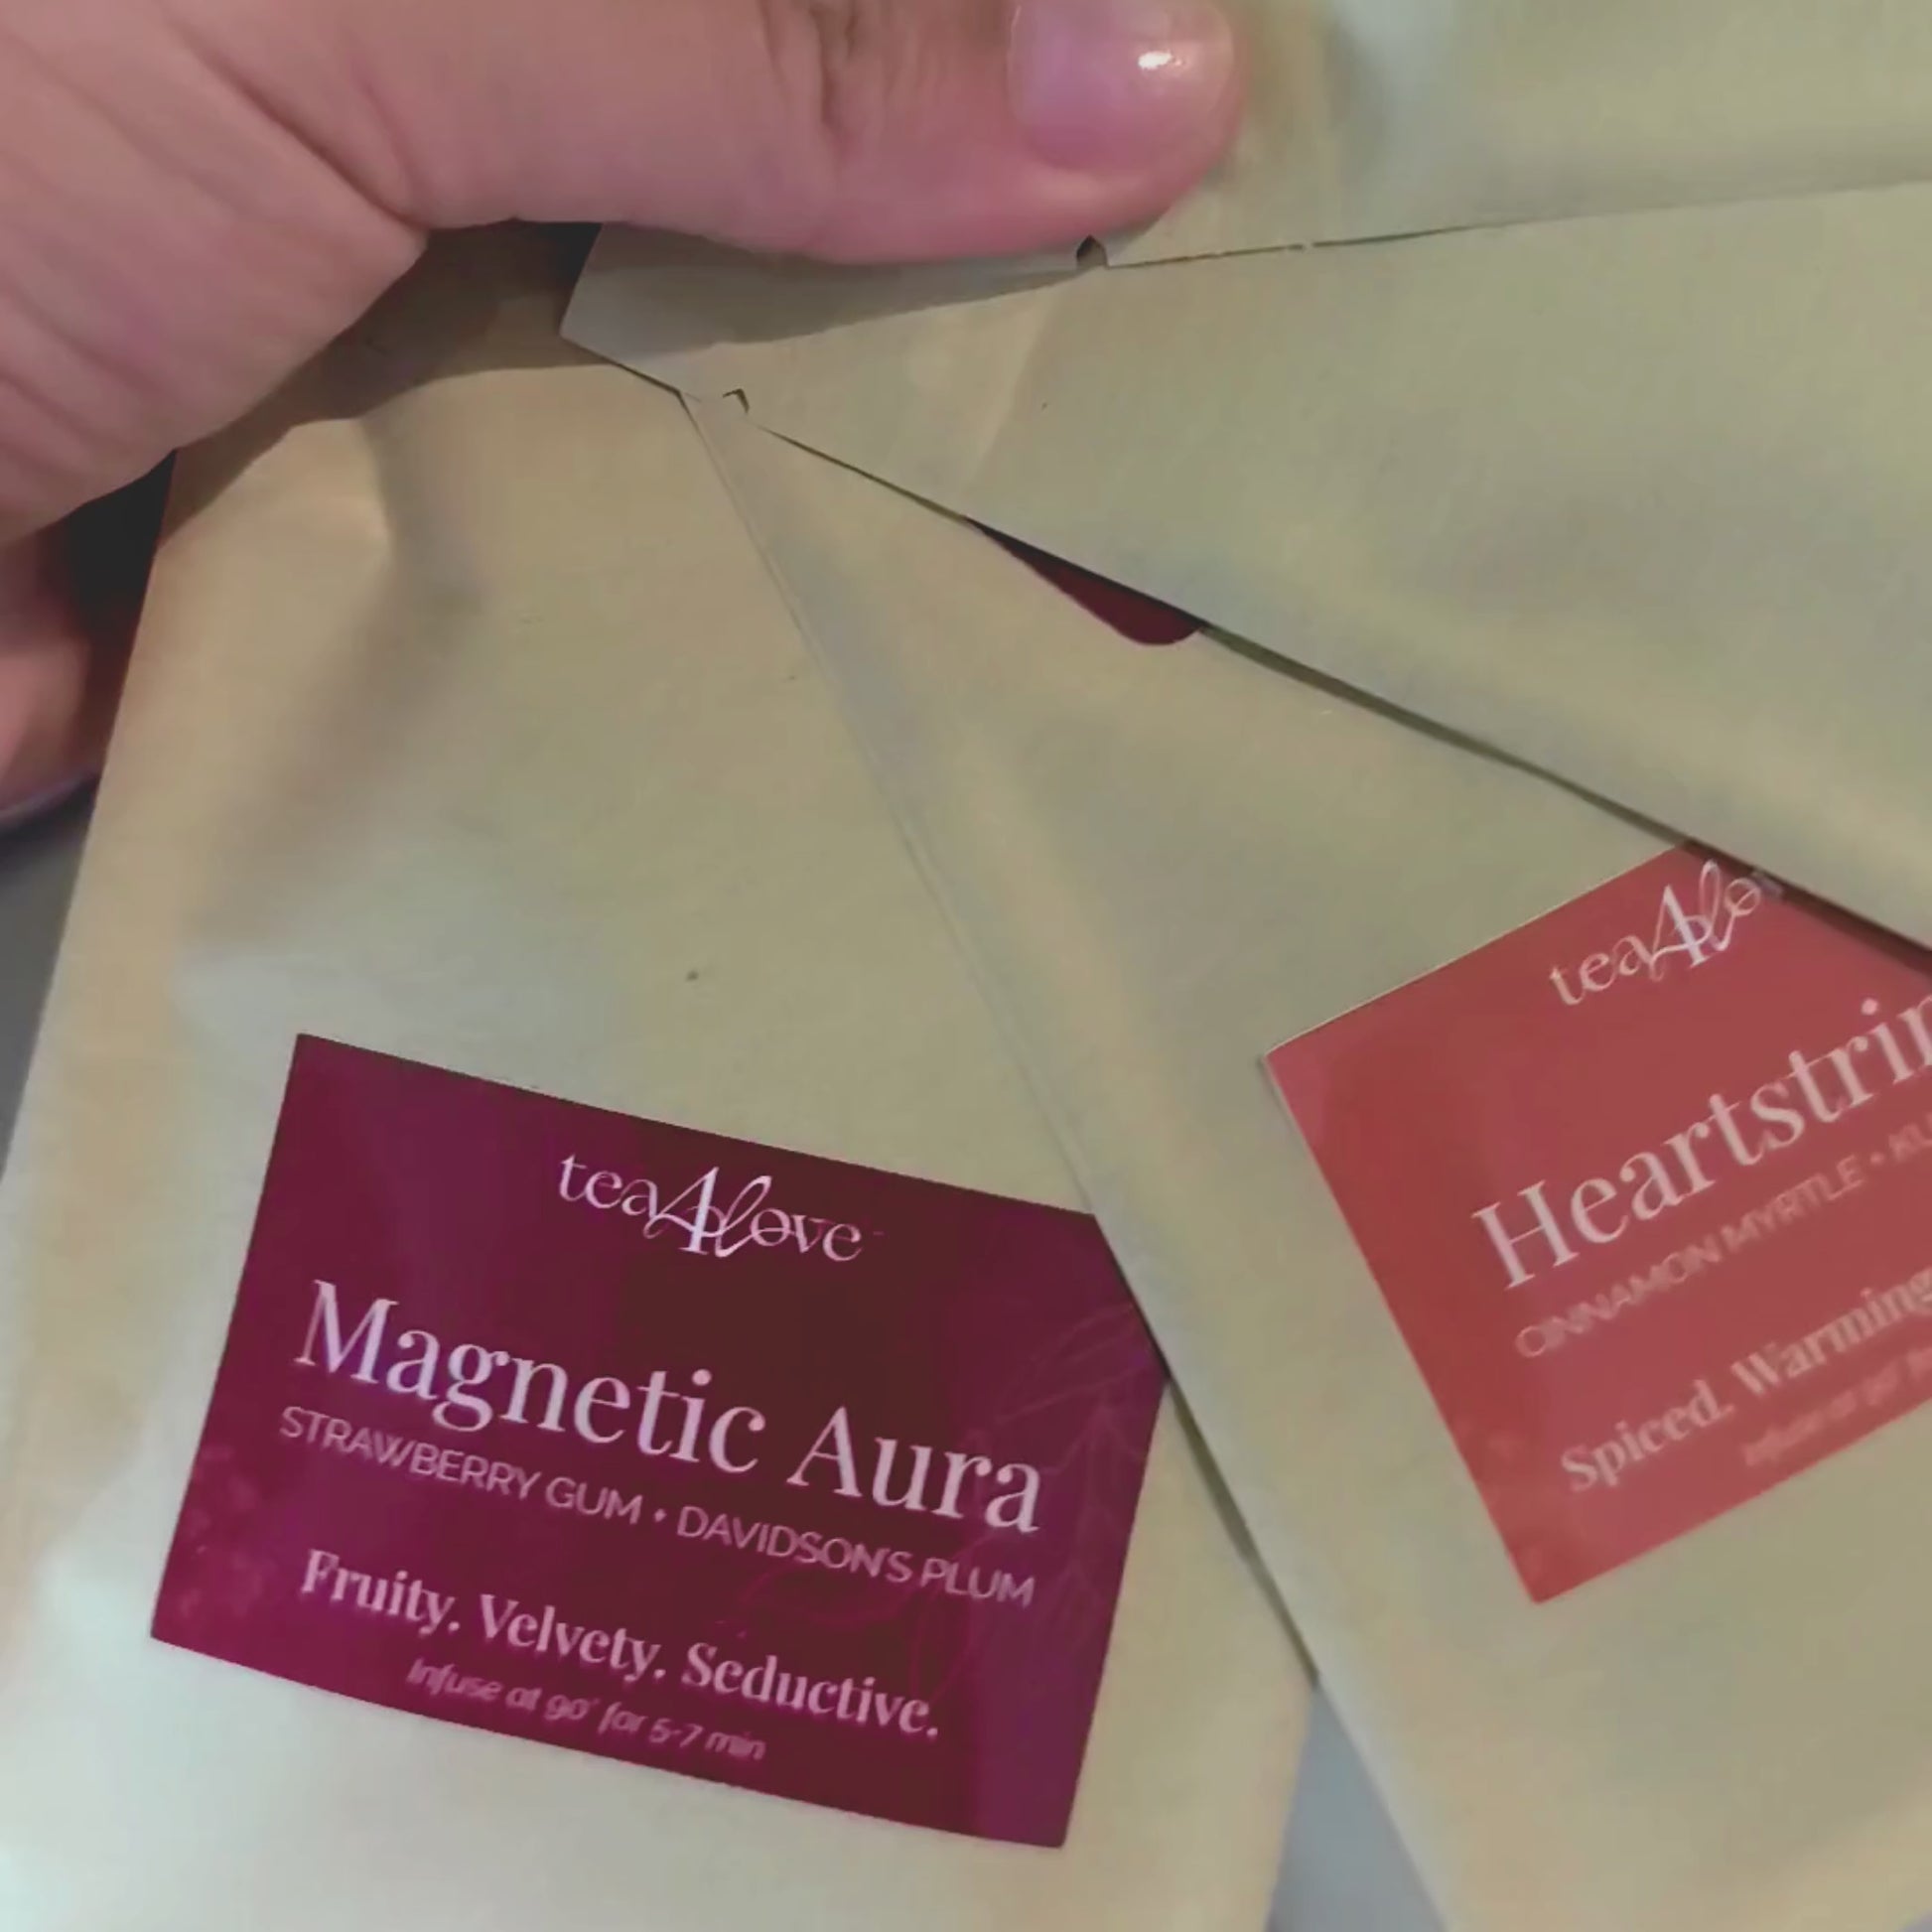 tea4love
Magnetic Aura
STRAWBERRY GUM • DAVIDSON'S PLUM
Fruity. Velvety. Seductive.
Infuse at 90° for 5-7 min
tea4lo
Heartstrin
CINNAMON MYRTLE •
Spiced. Warming